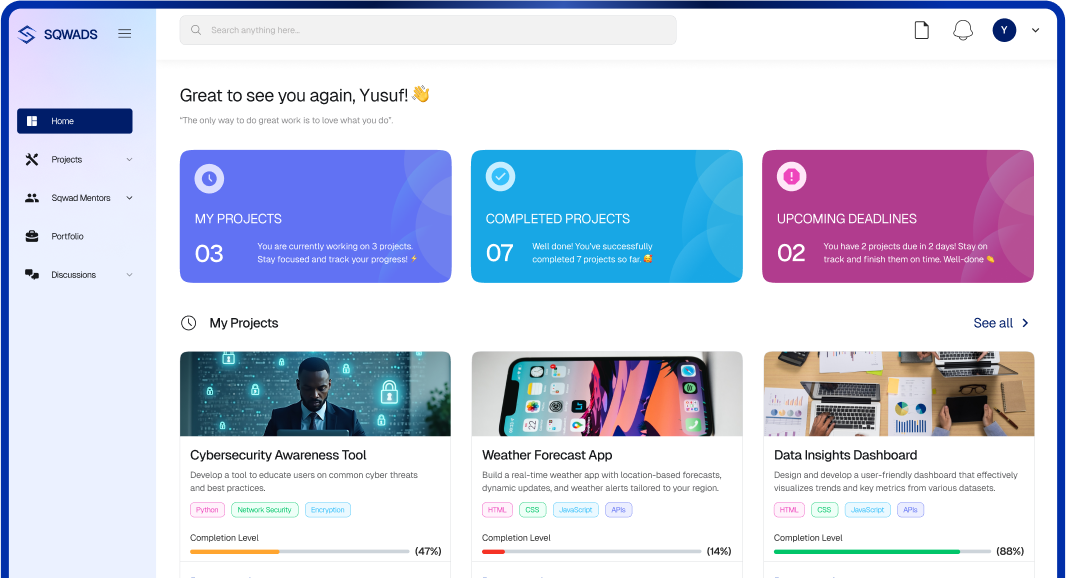 SQWADS
Search anything here...
Y
Home
Projects
Sqwad Mentors
Portfolio
Discussions
Great to see you again, Yusuf! 👋
"The only way to do great work is to love what you do".
MY PROJECTS
03
You are currently working on 3 projects.
Stay focused and track your progress! ⚡
COMPLETED PROJECTS
07
Well done! You've successfully
completed 7 projects so far. 🥰
UPCOMING DEADLINES
02
You have 2 projects due in 2 days! Stay on
track and finish them on time. Well-done 👏
My Projects
See all
Cybersecurity Awareness Tool
Develop a tool to educate users on common cyber threats
and best practices.
Python Network Secutity Encryption
Completion Level
(47%)
Weather Forecast App
Build a real-time weather app with location-based forecasts,
dynamic updates, and weather alerts tailored to your region.
HTML CSS JavaScript APIs
Completion Level
(14%)
Data Insights Dashboard
Design and develop a user-friendly dashboard that effectively
visualizes trends and key metrics from various datasets.
HTML CSS JavaScript APIs
Completion Level
(88%)